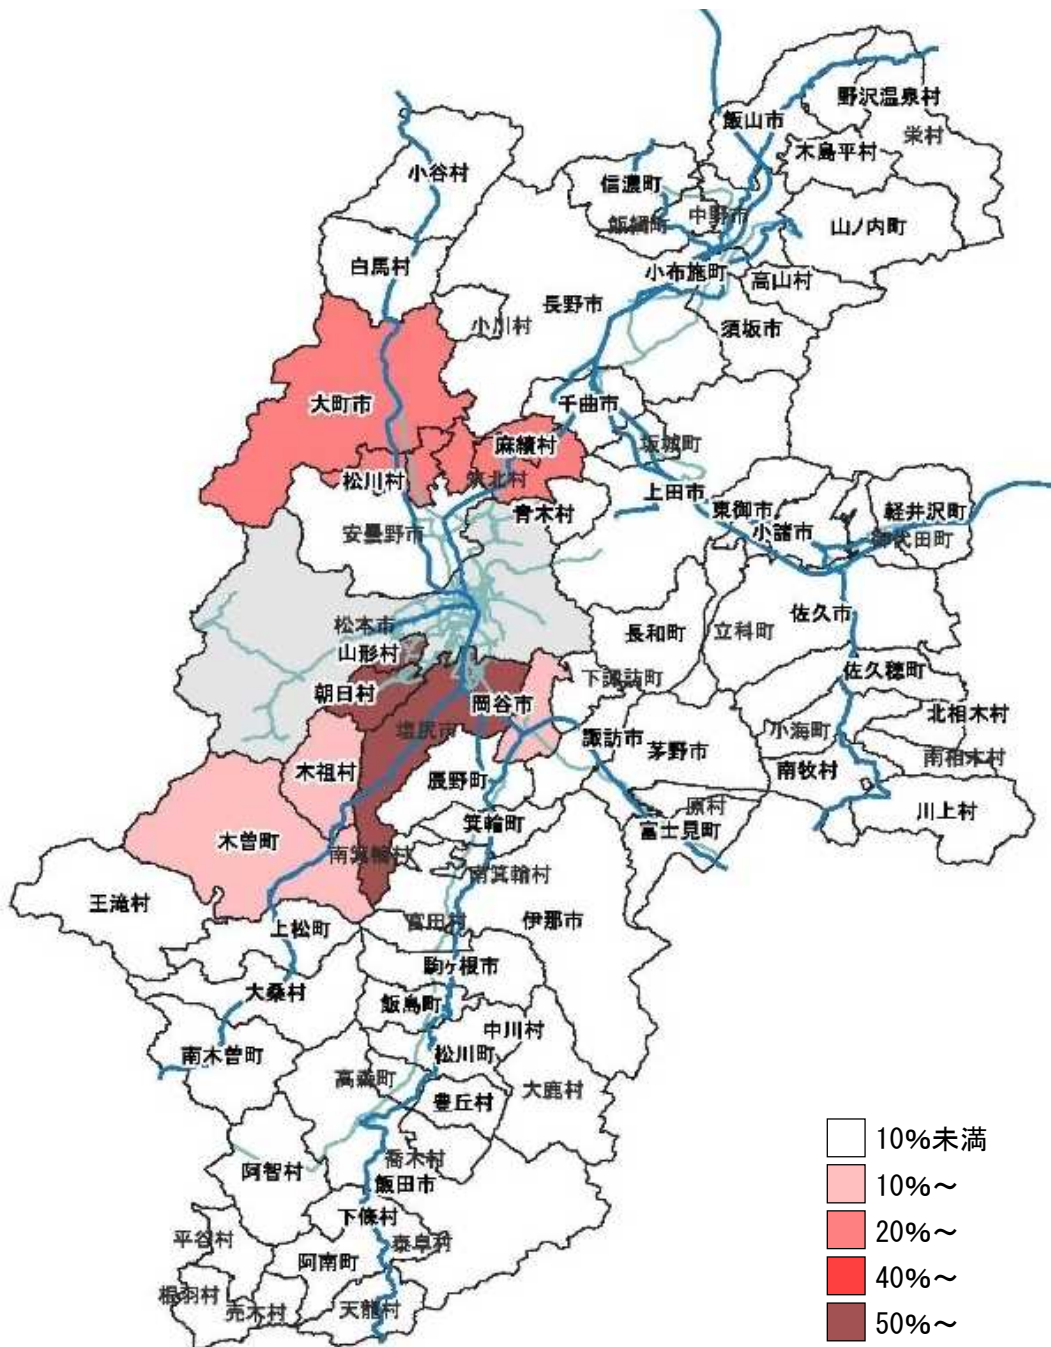 野沢温泉村
飯山市
栄村
木島平村
小谷村
信濃町
中野市
飯綱町
山ノ内町
白馬村
小布施町
高山村
長野市
小川村
須坂市
大町市
千曲市
麻績村
坂城町
松川村
筑北村
上田市
青木村
東御市
軽井沢町
安曇野市
小諸市
御代田町
佐久市
松本市
長和町
立科町
山形村
下諏訪町
佐久穂町
朝日村
岡谷市
北相木村
塩尻市
小海町
諏訪市
茅野市
南相木村
木祖村
辰野町
南牧村
原村
川上村
箕輪町
富士見町
木曽町
南箕輪村
南箕輪村
王滝村
上松町
宮田村
伊那市
駒ヶ根市
大桑村
飯島町
中川村
南木曽町
松川町
高森町
大鹿村
豊丘村
喬木村
阿智村
飯田市
下條村
平谷村
泰阜村
阿南町
根羽村
売木村
天龍村
10%未満
10%～
20%～
40%～
50%～